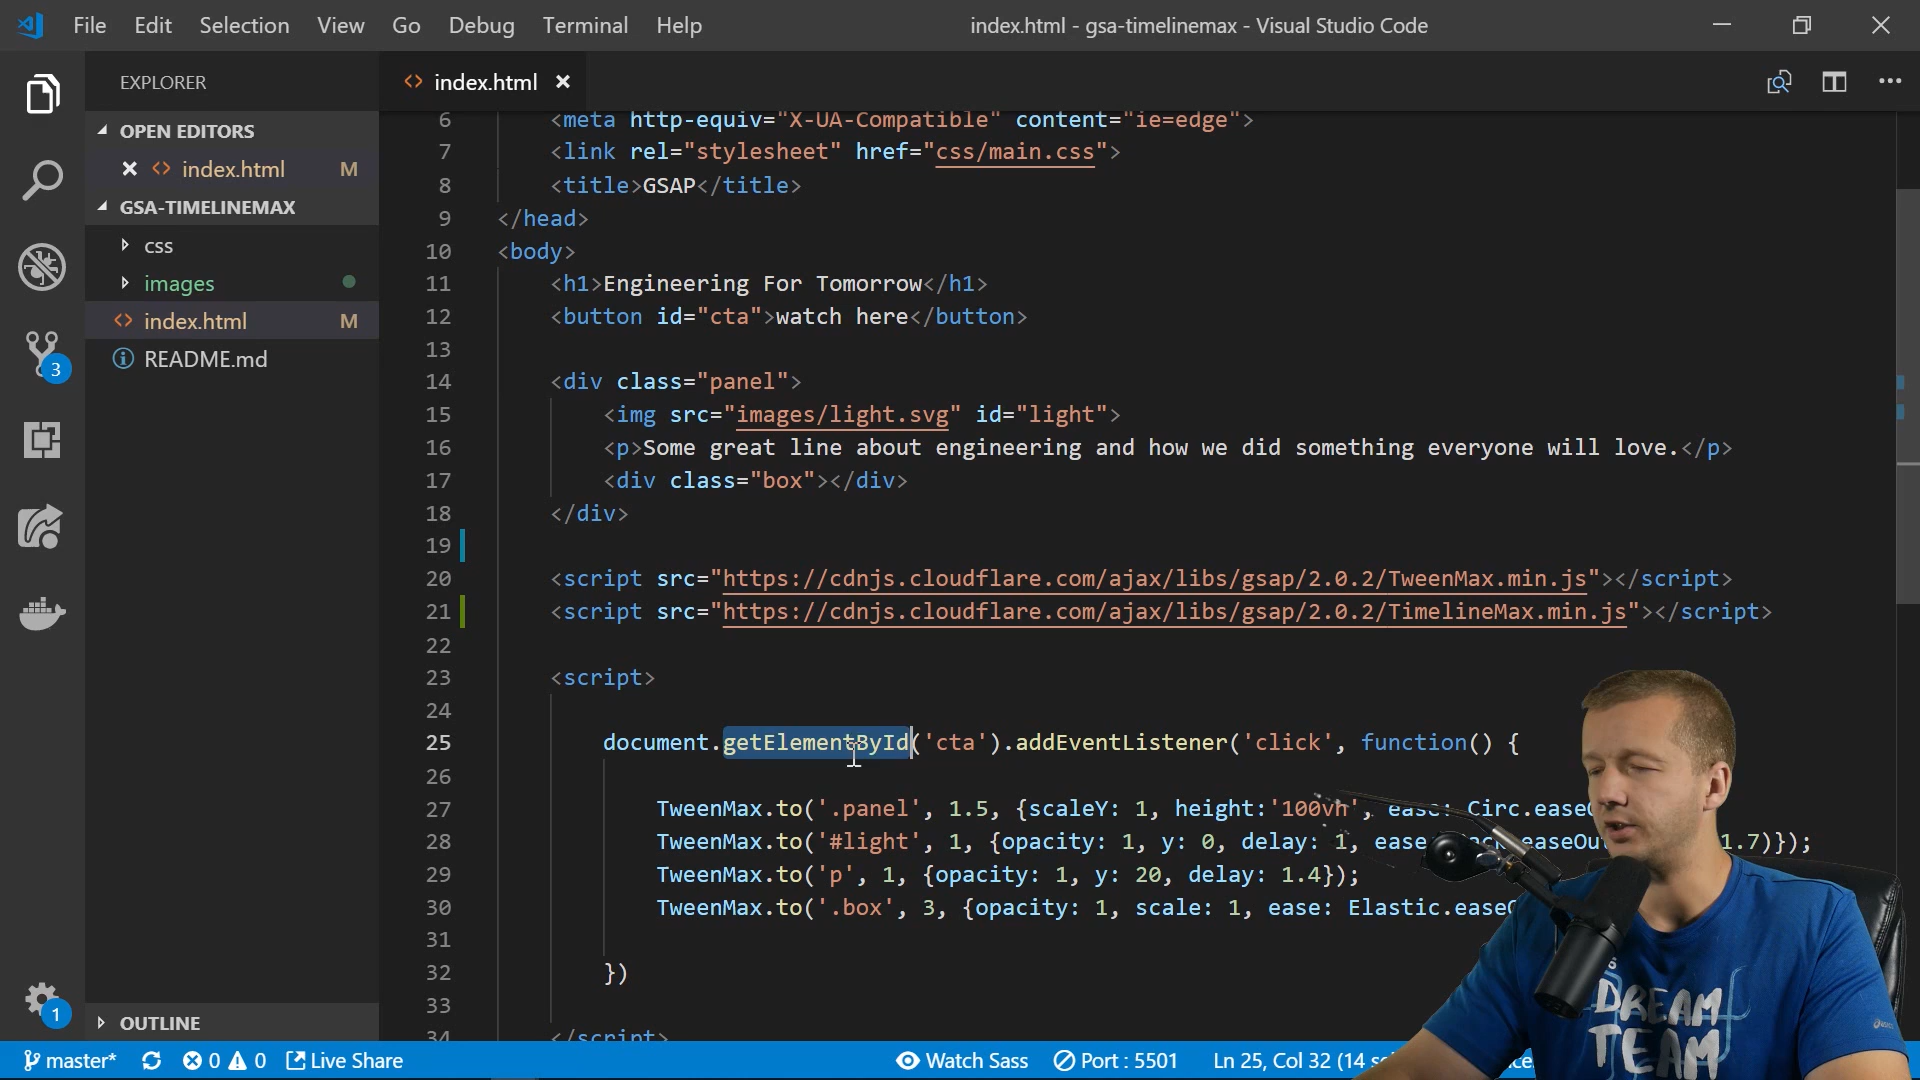 File Edit Selection View Go Debug Terminal Help
index.html - gsa-timelinemax - Visual Studio Code
EXPLORER
OPEN EDITORS
index.html M
GSA-TIMELINEMAX
css
images
index.html M
README.md
OUTLINE
3
1
index.html
6 <meta http-equiv="X-UA-Compatible" content="ie=edge">
7 <link rel="stylesheet" href="css/main.css">
8 <title>GSAP</title>
9 </head>
10 <body>
11 <h1>Engineering For Tomorrow</h1>
12 <button id="cta">watch here</button>
13
14 <div class="panel">
15 <img src="images/light.svg" id="light">
16 <p>Some great line about engineering and how we did something everyone will love.</p>
17 <div class="box"></div>
18 </div>
19
20 <script src="https://cdnjs.cloudflare.com/ajax/libs/gsap/2.0.2/TweenMax.min.js"></script>
21 <script src="https://cdnjs.cloudflare.com/ajax/libs/gsap/2.0.2/TimelineMax.min.js"></script>
22
23 <script>
24
25 document.getElementById('cta').addEventListener('click', function() {
26
27 TweenMax.to('.panel', 1.5, {scaleY: 1, height:'100vh', ease: Circ.ease
28 TweenMax.to('#light', 1, {opacity: 1, y: 0, delay: 1, ease: 1.7)});
29 TweenMax.to('p', 1, {opacity: 1, y: 20, delay: 1.4});
30 TweenMax.to('.box', 3, {opacity: 1, scale: 1, ease: Elastic.ease
31
32 })
33
34 </script>
master* 0 0 Live Share Watch Sass Port : 5501 Ln 25, Col 32 (14
DREAM
TEAM
asics